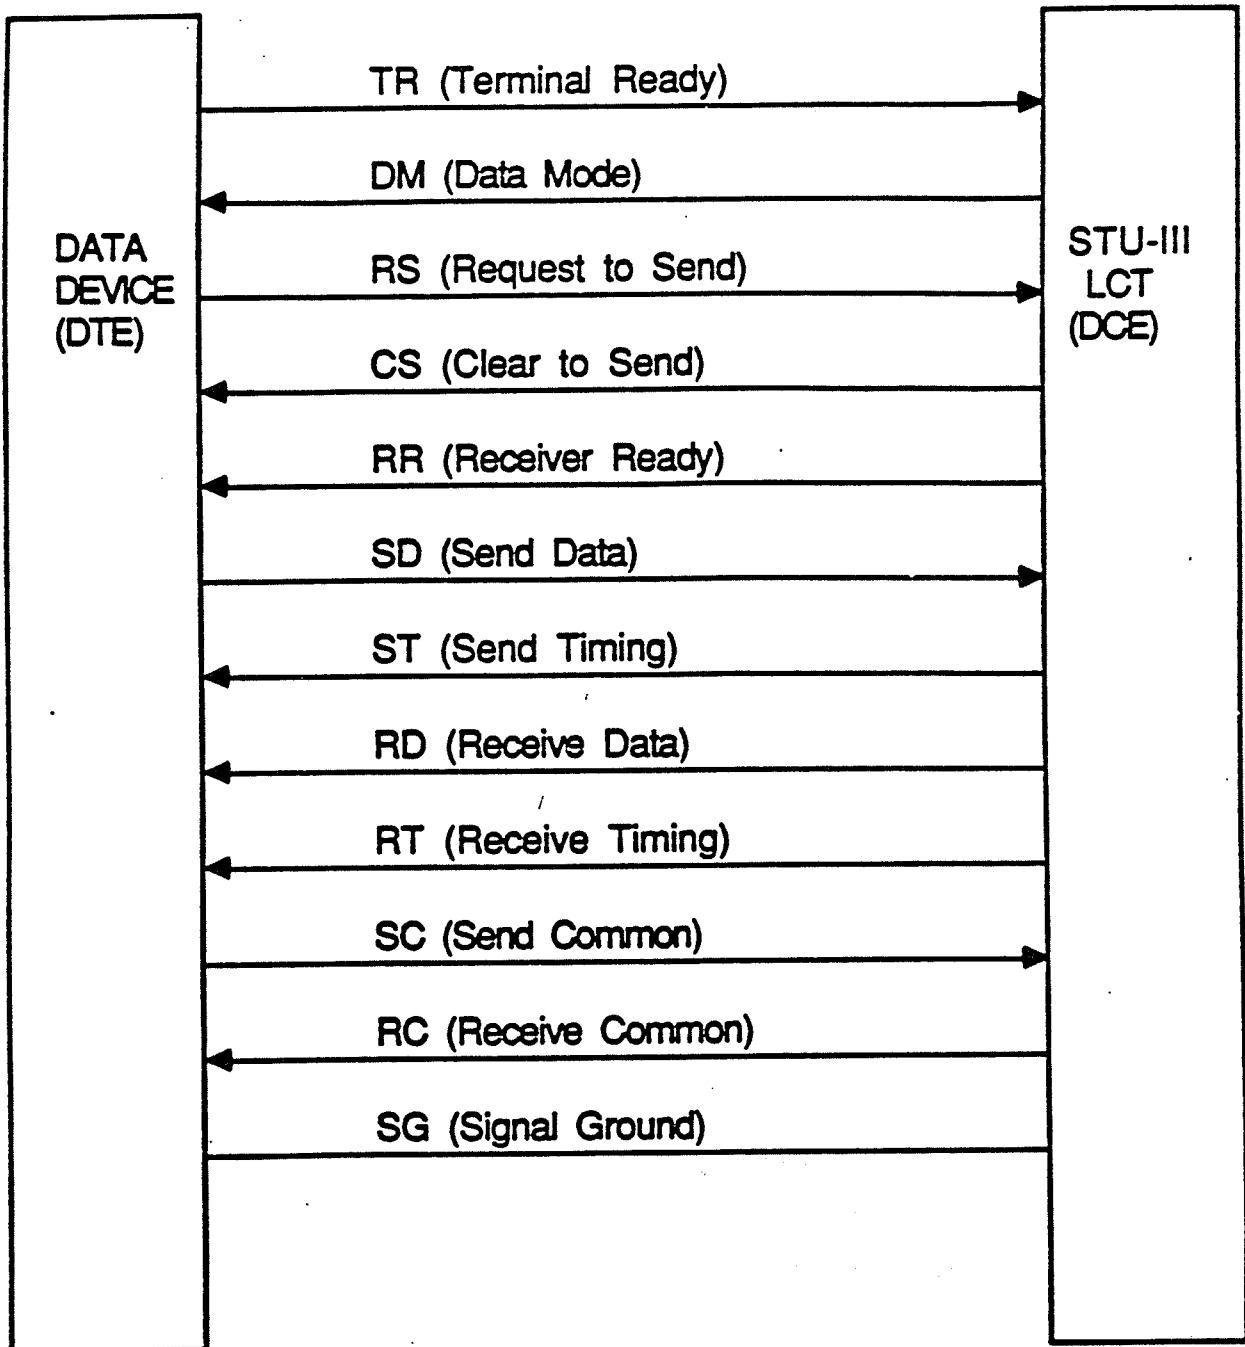 TR (Terminal Ready)
DM (Data Mode)
DATA
DEVICE
(DTE)
STU-III
LCT
(DCE)
RS (Request to Send)
CS (Clear to Send)
RR (Receiver Ready)
SD (Send Data)
ST (Send Timing)
RD (Receive Data)
RT (Receive Timing)
SC (Send Common)
RC (Receive Common)
SG (Signal Ground)